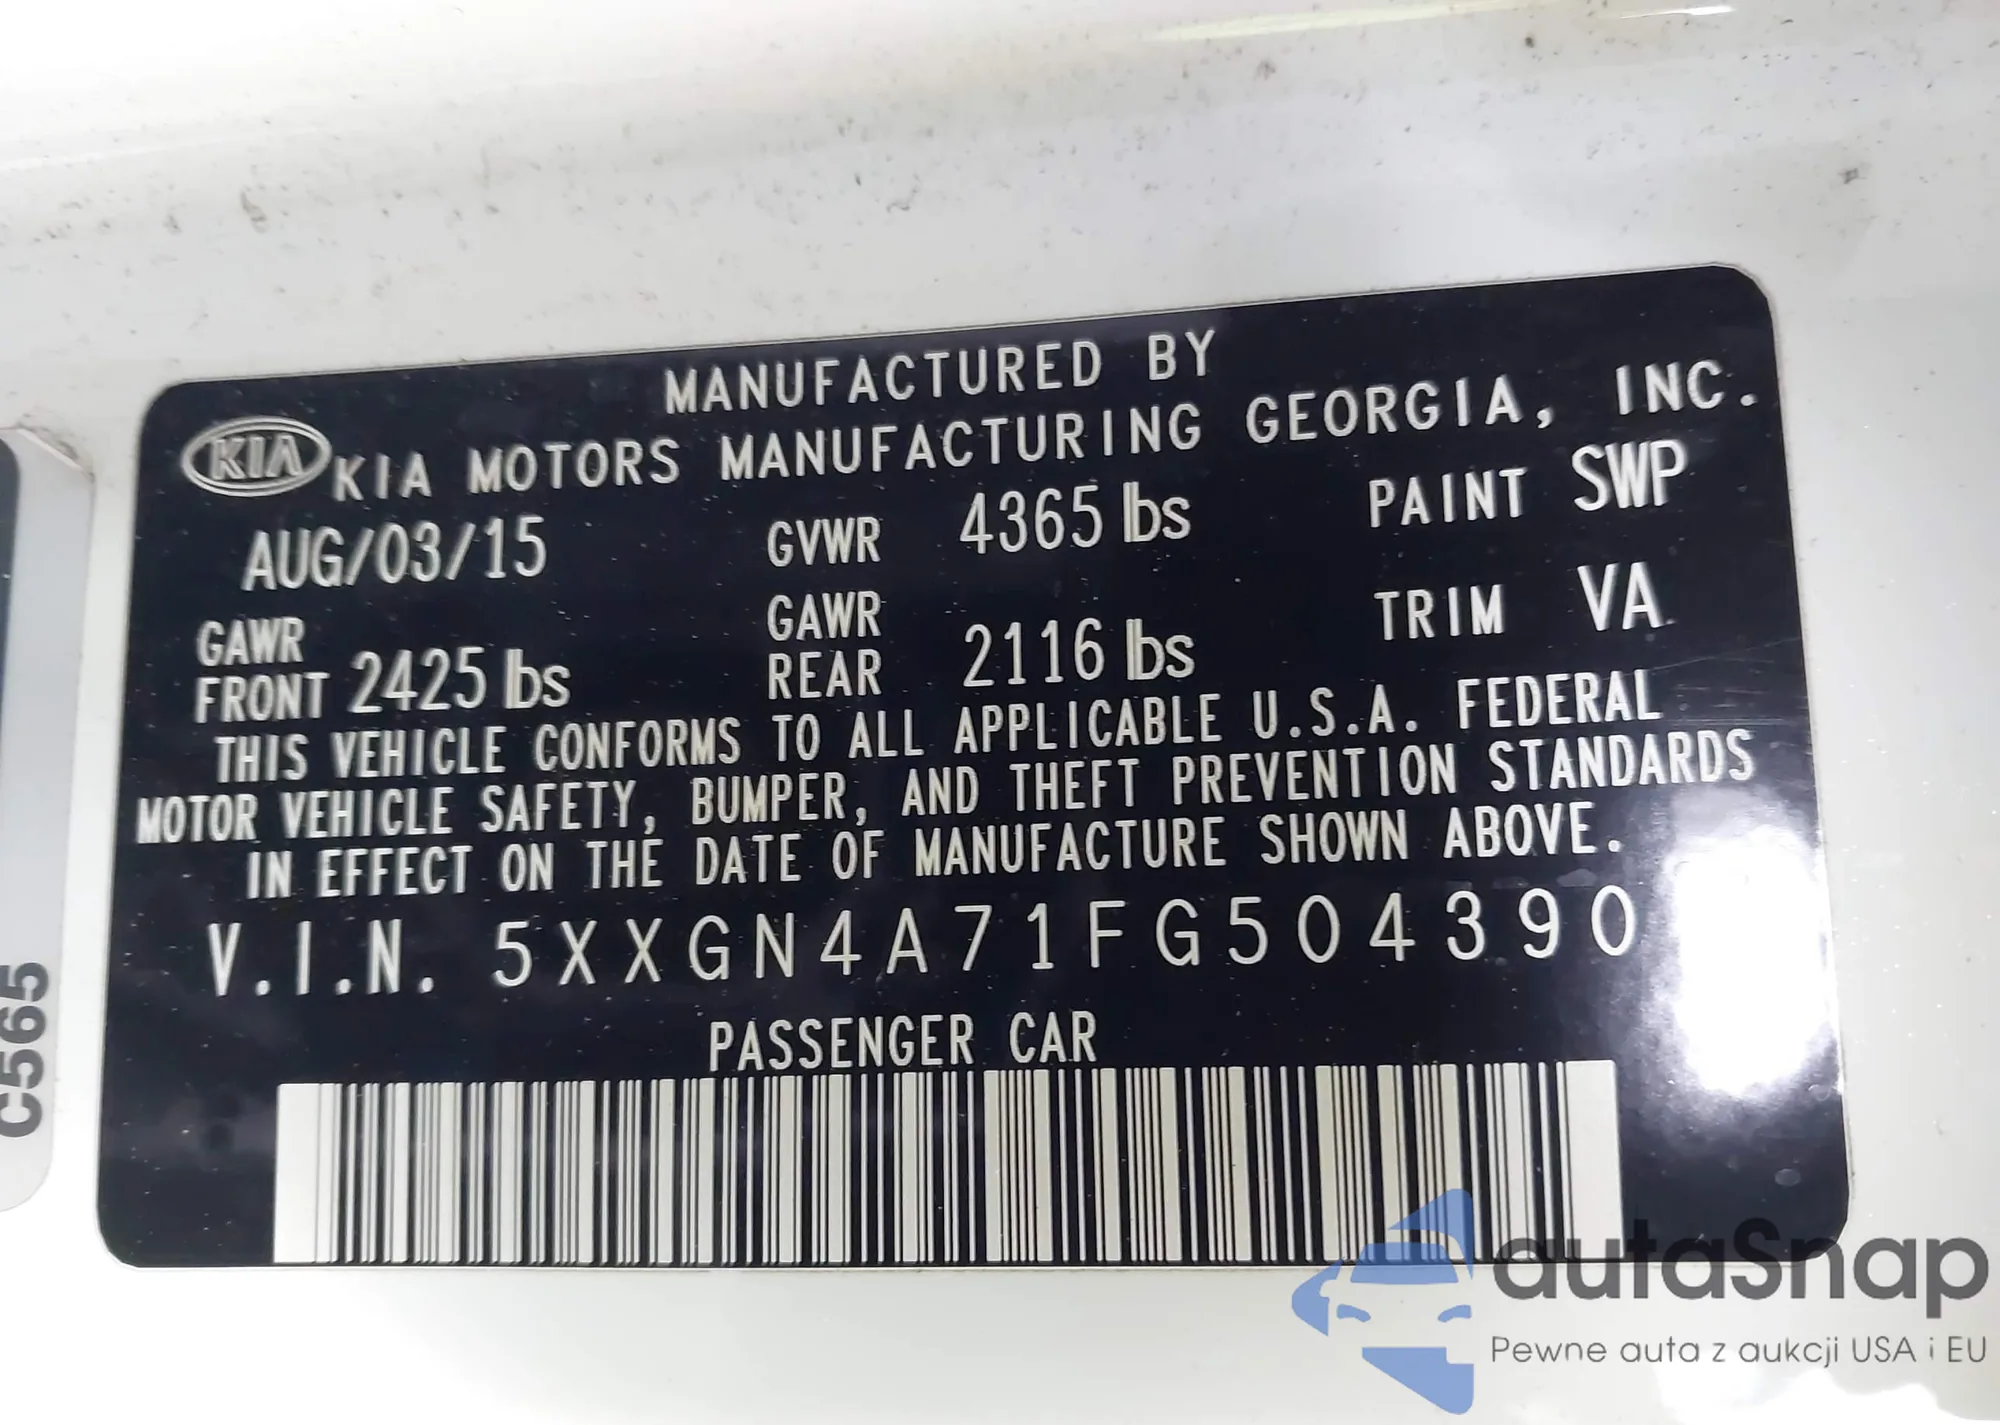 MANUFACTURED BY
KIA KIA MOTORS MANUFACTURING GEORGIA, INC.
AUG/03/15 GVWR 4365 lbs PAINT SWP
GAWR FRONT 2425 lbs GAWR REAR 2116 lbs TRIM VA
THIS VEHICLE CONFORMS TO ALL APPLICABLE U.S.A. FEDERAL
MOTOR VEHICLE SAFETY, BUMPER, AND THEFT PREVENTION STANDARDS
IN EFFECT ON THE DATE OF MANUFACTURE SHOWN ABOVE.
V.I.N. 5XXGN4A71FG504390
PASSENGER CAR
C565
autaSnap
Pewne auta z aukcji USA i EU